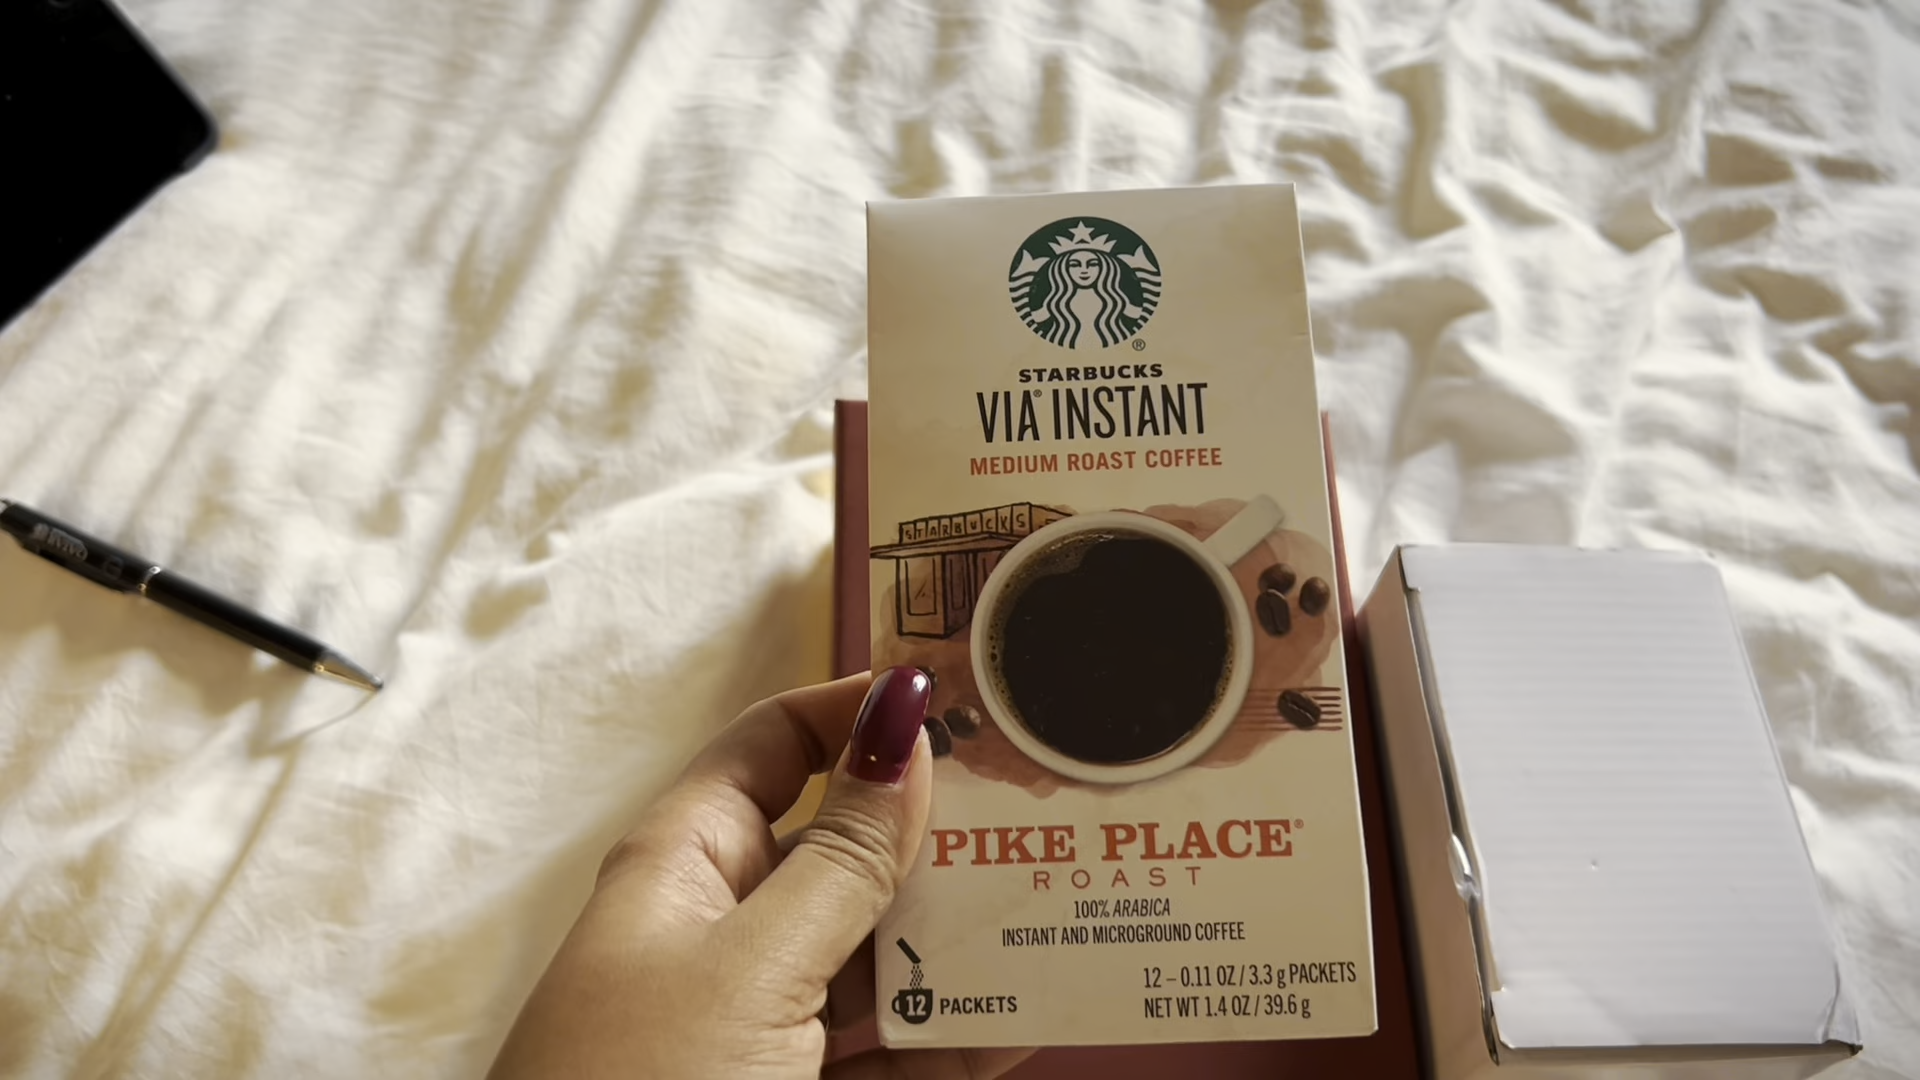 STARBUCKS
VIA® INSTANT
MEDIUM ROAST COFFEE
STARBUCKS
PIKE PLACE®
ROAST
100% ARABICA
INSTANT AND MICROGROUND COFFEE
12 PACKETS
12 – 0.11 OZ / 3.3 g PACKETS
NET WT 1.4 OZ / 39.6 g